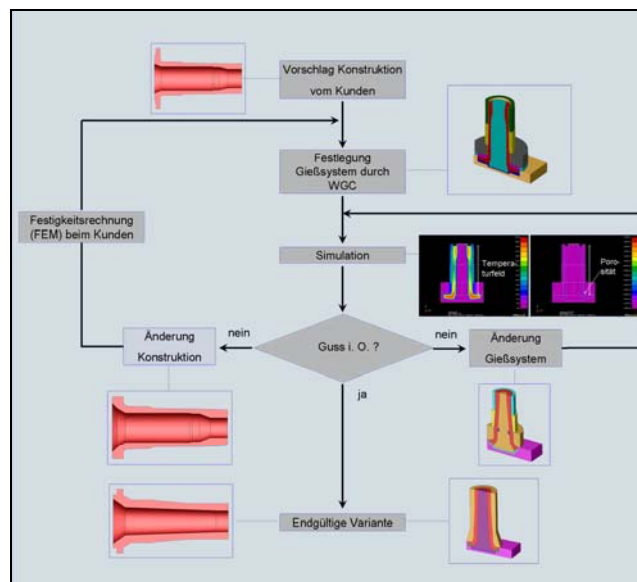 Vorschlag Konstruktion
vom Kunden
Festlegung
Gießsystem durch
WGC
Festigkeitsrechnung
(FEM) beim Kunden
Simulation
Tempera-
turfeld
Poro-
sität
Änderung
Konstruktion
nein
Guss i. O. ?
nein
Änderung
Gießsystem
ja
Endgültige Variante